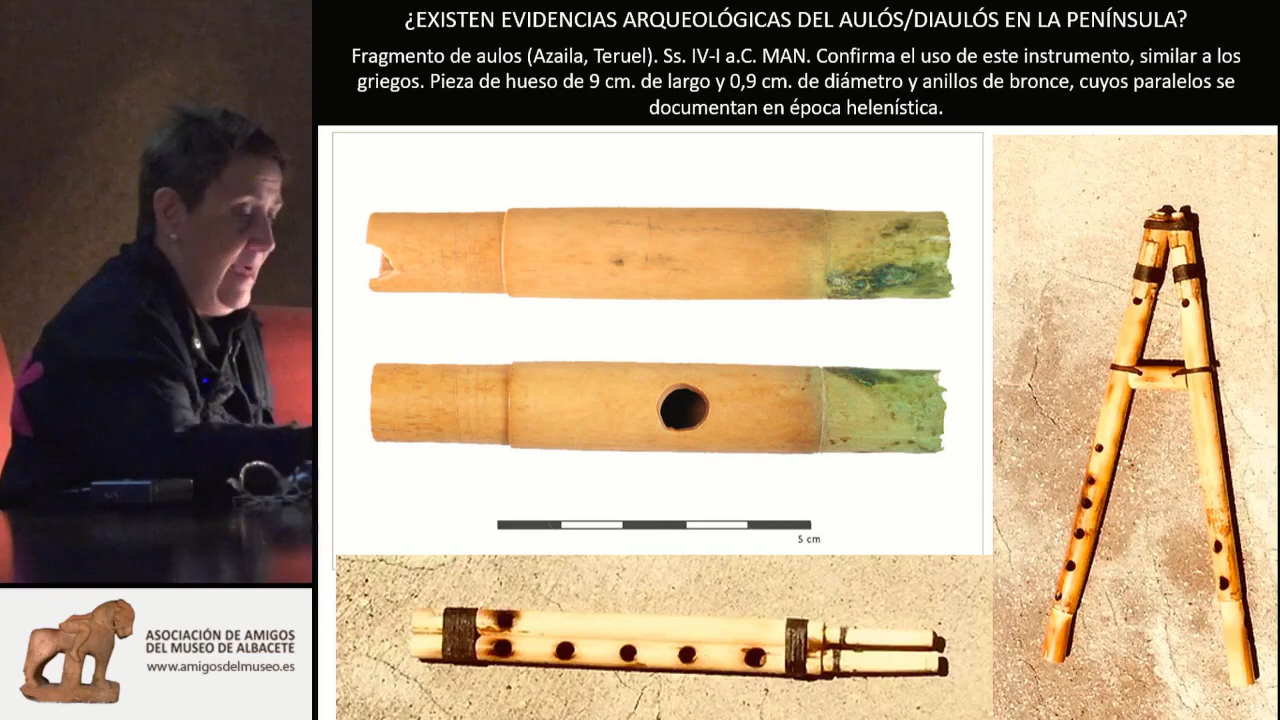 ¿EXISTEN EVIDENCIAS ARQUEOLÓGICAS DEL AULÓS/DIAULÓS EN LA PENÍNSULA?
Fragmento de aulos (Azaila, Teruel). Ss. IV-I a.C. MAN. Confirma el uso de este instrumento, similar a los
griegos. Pieza de hueso de 9 cm. de largo y 0,9 cm. de diámetro y anillos de bronce, cuyos paralelos se
documentan en época helenística.
5 cm
ASOCIACIÓN DE AMIGOS
DEL MUSEO DE ALBACETE
www.amigosdelmuseo.es